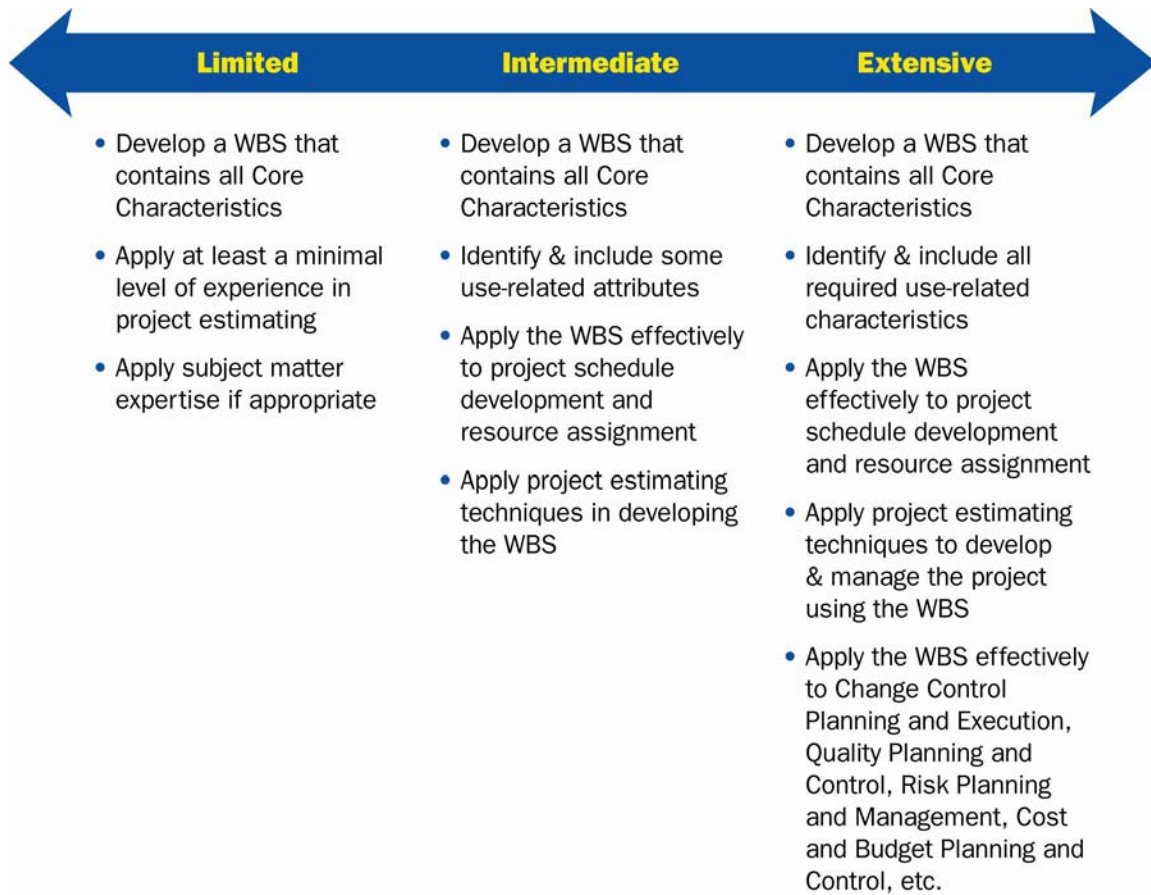 Limited
Intermediate
Extensive
• Develop a WBS that
contains all Core
Characteristics
• Apply at least a minimal
level of experience in
project estimating
• Apply subject matter
expertise if appropriate
• Develop a WBS that
contains all Core
Characteristics
• Identify & include some
use-related attributes
• Apply the WBS effectively
to project schedule
development and
resource assignment
• Apply project estimating
techniques in developing
the WBS
• Develop a WBS that
contains all Core
Characteristics
• Identify & include all
required use-related
characteristics
• Apply the WBS
effectively to project
schedule development
and resource assignment
• Apply project estimating
techniques to develop
& manage the project
using the WBS
• Apply the WBS effectively
to Change Control
Planning and Execution,
Quality Planning and
Control, Risk Planning
and Management, Cost
and Budget Planning and
Control, etc.